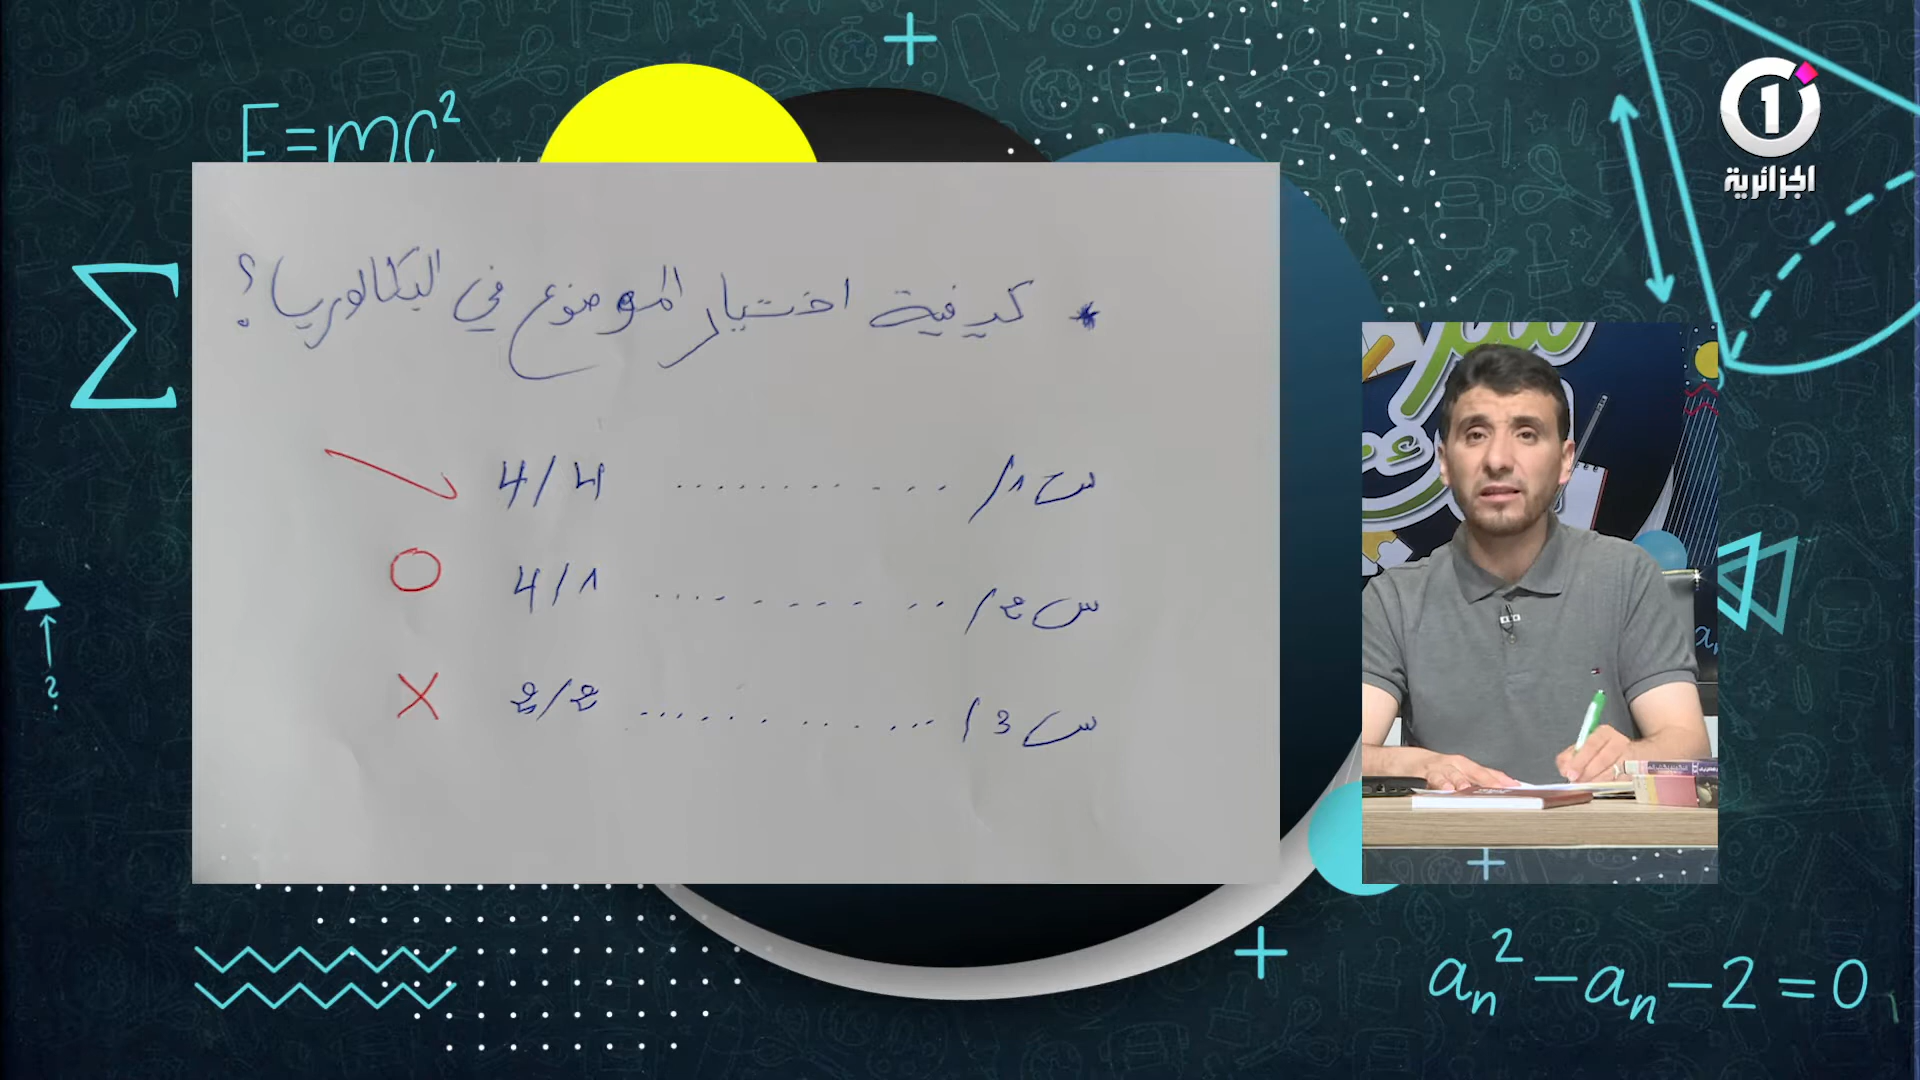 E=mc²
1
الجزائرية
* كيفية اختيار الموضوع في البكالوريا ؟
س1/ ........... 4/4
س2/ ........... 1/4
س3/ ........... 2/2
Σ
?
aₙ² − aₙ − 2 = 0